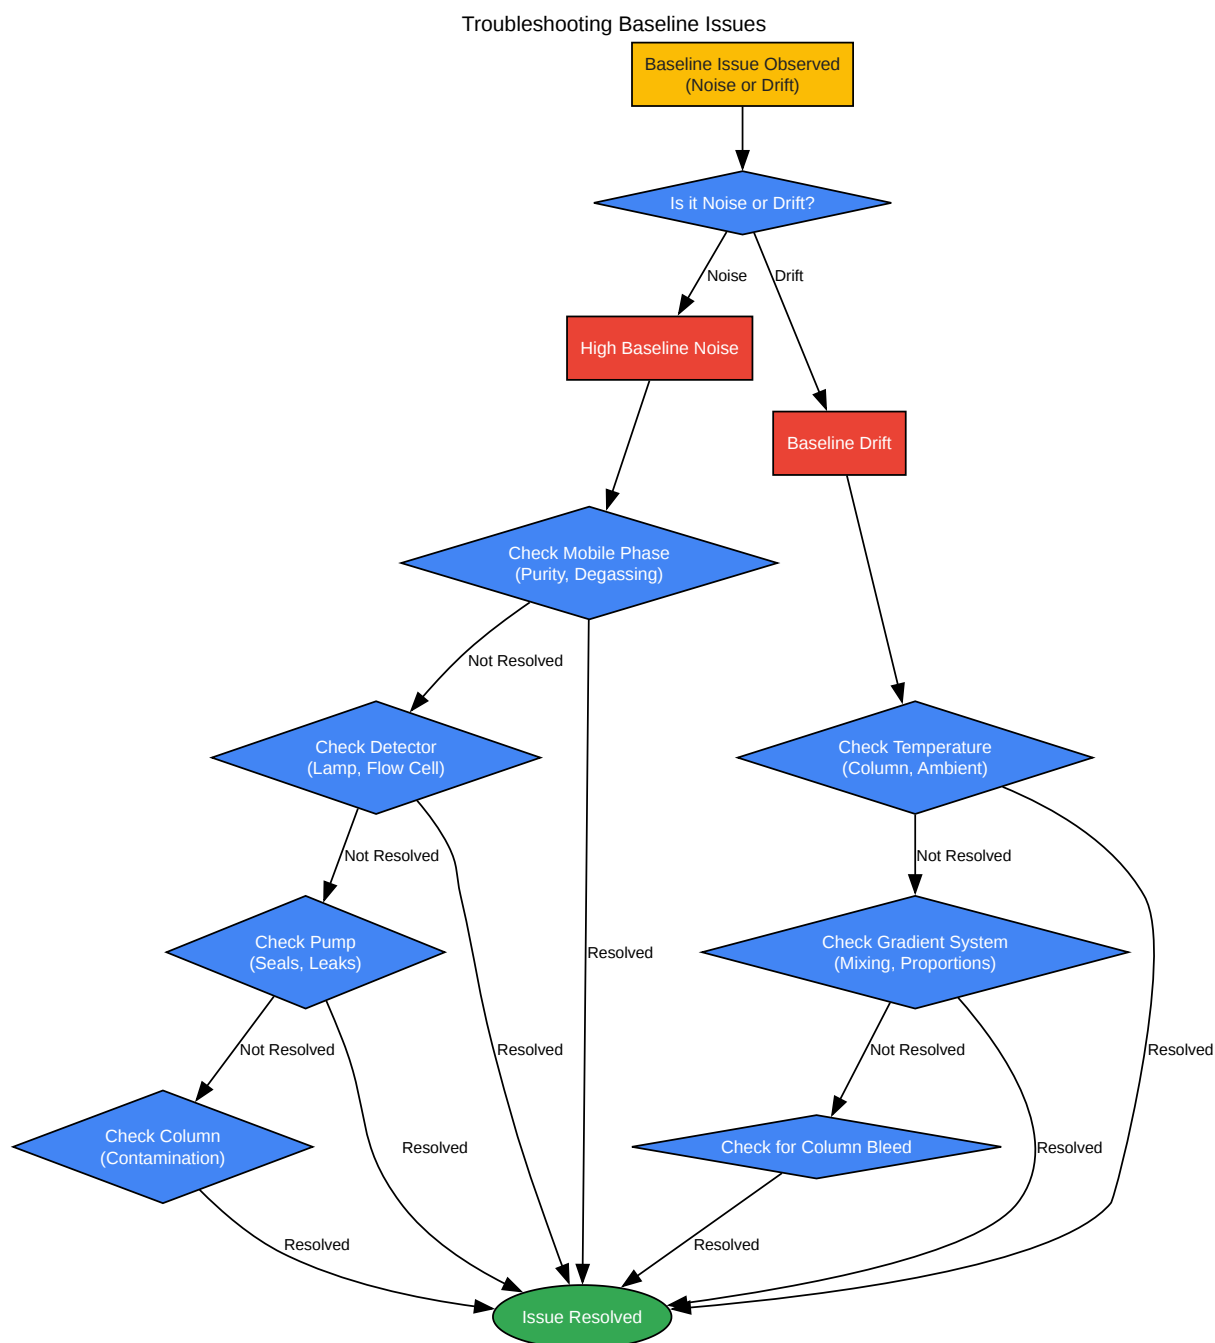 Troubleshooting Baseline Issues
Baseline Issue Observed
(Noise or Drift)
Is it Noise or Drift?
Noise
Drift
High Baseline Noise
Baseline Drift
Check Mobile Phase
(Purity, Degassing)
Not Resolved
Check Detector
(Lamp, Flow Cell)
Check Temperature
(Column, Ambient)
Not Resolved
Not Resolved
Check Pump
(Seals, Leaks)
Resolved
Check Gradient System
(Mixing, Proportions)
Not Resolved
Resolved
Not Resolved
Resolved
Check Column
(Contamination)
Resolved
Check for Column Bleed
Resolved
Resolved
Resolved
Issue Resolved